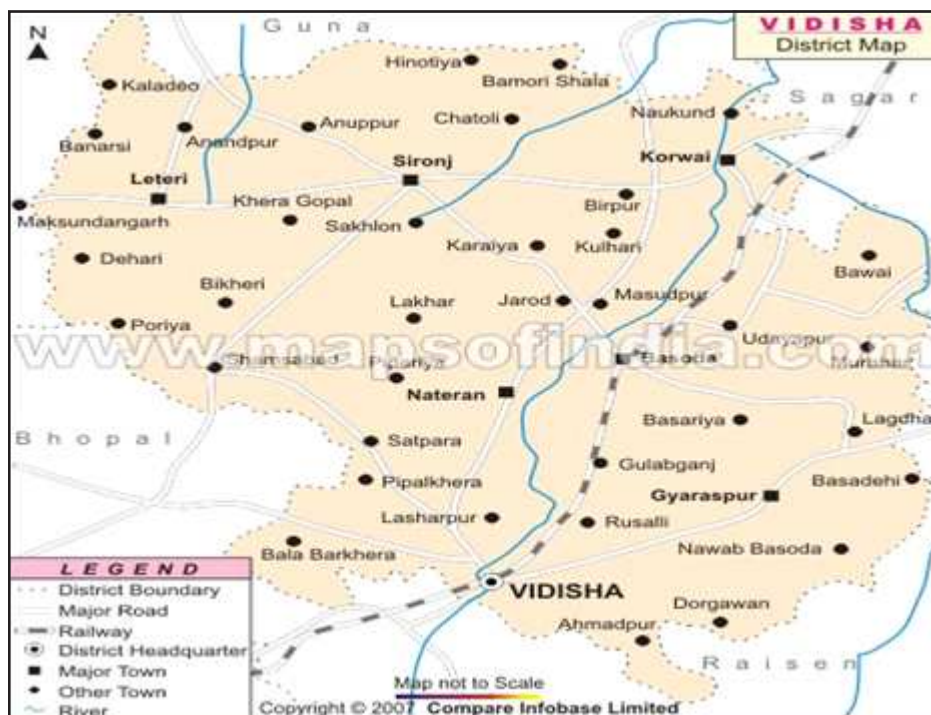 Guna
VIDISHA
District Map
N
Hinotiya
Bamori Shala
Kaladeo
Sagar
Naukund
Chatoli
Anuppur
Anandpur
Banarsi
Sironj
Korwai
Leteri
Khera Gopal
Birpur
Maksundangarh
Sakhlon
Karaiya
Kulhari
Dehari
Bawai
Bikheri
Lakhar
Jarod
Masudpur
Poriya
Udayapur
www.mapsofindia.com
Shamsabad
Basoda
Nateran
Bhopal
Satpara
Basariya
Lagdha
Pipalkhera
Gulabganj
Gyaraspur
Basadehi
Lasharpur
Rusalli
Bala Barkhera
Nawab Basoda
VIDISHA
Dorgawan
Ahmadpur
Raisen
LEGEND
District Boundary
Major Road
Railway
District Headquarter
Major Town
Other Town
River
Map not to Scale
Copyright © 2007 Compare Infobase Limited